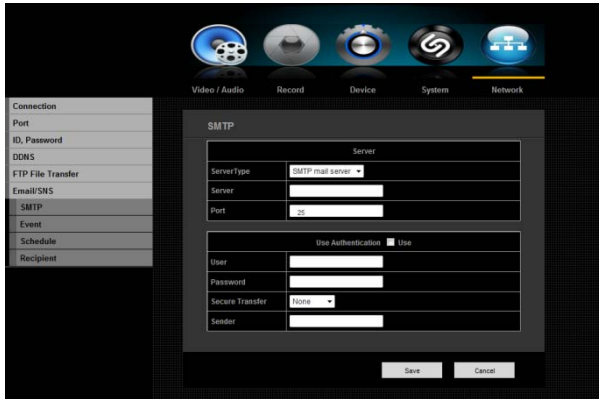 Video / Audio Record Device System Network
Connection
Port
ID, Password
DDNS
FTP File Transfer
Email/SNS
SMTP
Event
Schedule
Recipient
SMTP
Server
ServerType SMTP mail server
Server
Port 25
Use Authentication Use
User
Password
Secure Transfer None
Sender
Save Cancel